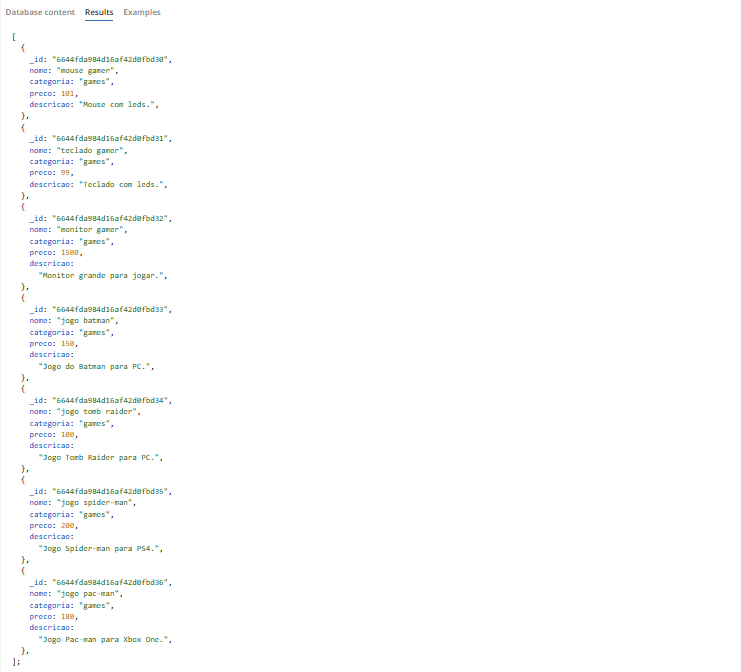 Database content Results Examples
[
{
_id: "6644fda984d16af42d0fbd30",
nome: "mouse gamer",
categoria: "games",
preco: 101,
descricao: "Mouse com leds.",
},
{
_id: "6644fda984d16af42d0fbd31",
nome: "teclado gamer",
categoria: "games",
preco: 99,
descricao: "Teclado com leds.",
},
{
_id: "6644fda984d16af42d0fbd32",
nome: "monitor gamer",
categoria: "games",
preco: 1500,
descricao:
"Monitor grande para jogar.",
},
{
_id: "6644fda984d16af42d0fbd33",
nome: "jogo batman",
categoria: "games",
preco: 150,
descricao:
"Jogo do Batman para PC.",
},
{
_id: "6644fda984d16af42d0fbd34",
nome: "jogo tomb raider",
categoria: "games",
preco: 100,
descricao:
"Jogo Tomb Raider para PC.",
},
{
_id: "6644fda984d16af42d0fbd35",
nome: "jogo spider-man",
categoria: "games",
preco: 200,
descricao:
"Jogo Spider-man para PS4.",
},
{
_id: "6644fda984d16af42d0fbd36",
nome: "jogo pac-man",
categoria: "games",
preco: 180,
descricao:
"Jogo Pac-man para Xbox One.",
},
];